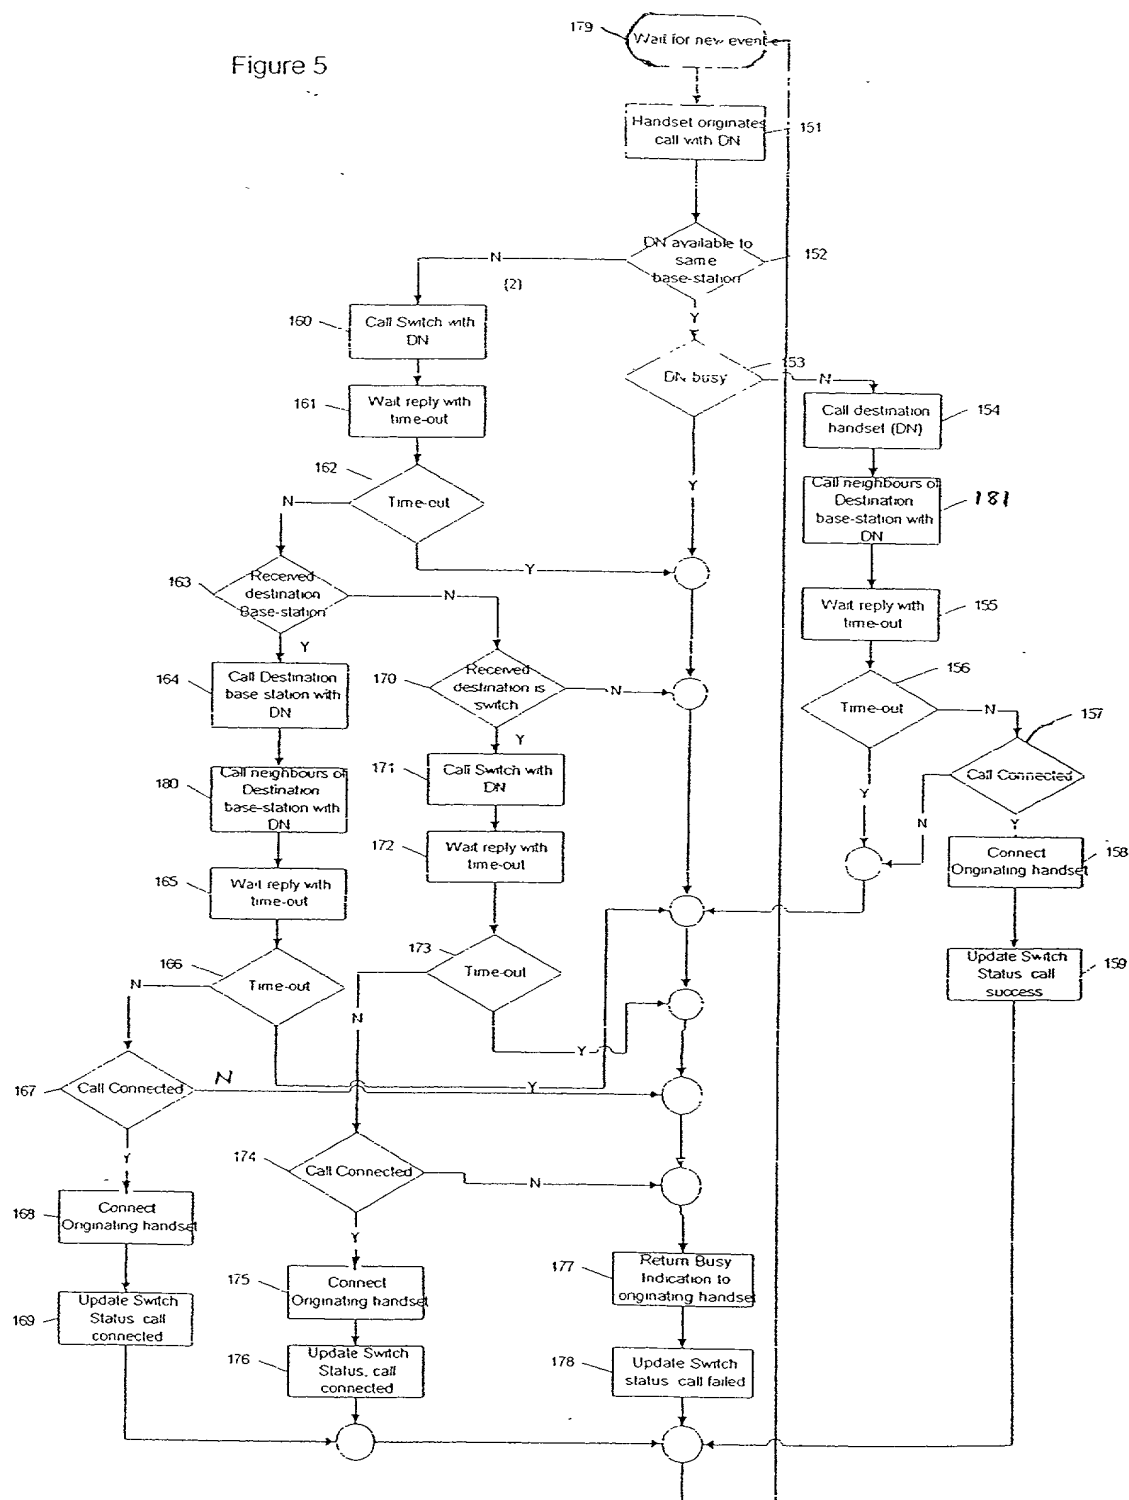 Figure 5
179
Wait for new event
Handset originates
call with DN
151
DN available to
same
base-station
152
N
(2)
Y
160
Call Switch with
DN
153
DN busy
N
161
Wait reply with
time-out
Call destination
handset (DN)
154
162
Time-out
N
Y
Y
Call neighbours of
Destination
base-station with
DN
181
163
Received
destination
Base-station
N
Y
Wait reply with
time-out
155
164
Call Destination
base station with
DN
170
Received
destination is
switch
N
Y
156
Time-out
N
Y
157
Call Connected
N
Y
180
Call neighbours of
Destination
base-station with
DN
171
Call Switch with
DN
172
Wait reply with
time-out
165
Wait reply with
time-out
Connect
Originating handset
158
166
Time-out
N
Y
173
Time-out
N
Y
Update Switch
Status call
success
159
167
Call Connected
N
Y
174
Call Connected
N
Y
168
Connect
Originating handset
175
Connect
Originating handset
177
Return Busy
Indication to
originating handset
169
Update Switch
Status call
connected
176
Update Switch
Status, call
connected
178
Update Switch
status call failed